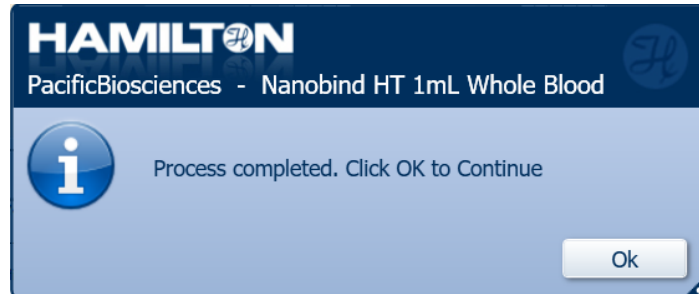 HAMILTON
PacificBiosciences - Nanobind HT 1mL Whole Blood
Process completed. Click OK to Continue
Ok